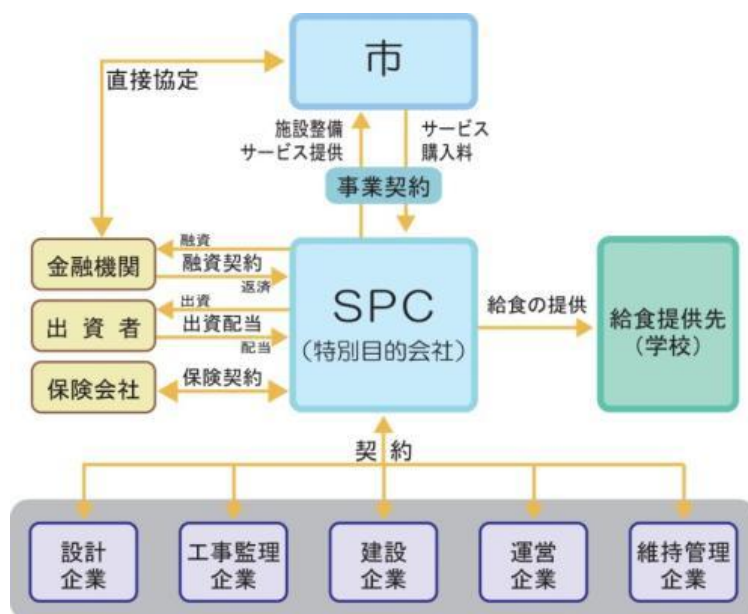 市
直接協定
施設整備
サービス提供
サービス
購入料
事業契約
金融機関
融資
融資契約
返済
出資者
出資
出資配当
配当
保険会社
保険契約
SPC
(特別目的会社)
給食の提供
給食提供先
(学校)
契約
設計
企業
工事監理
企業
建設
企業
運営
企業
維持管理
企業